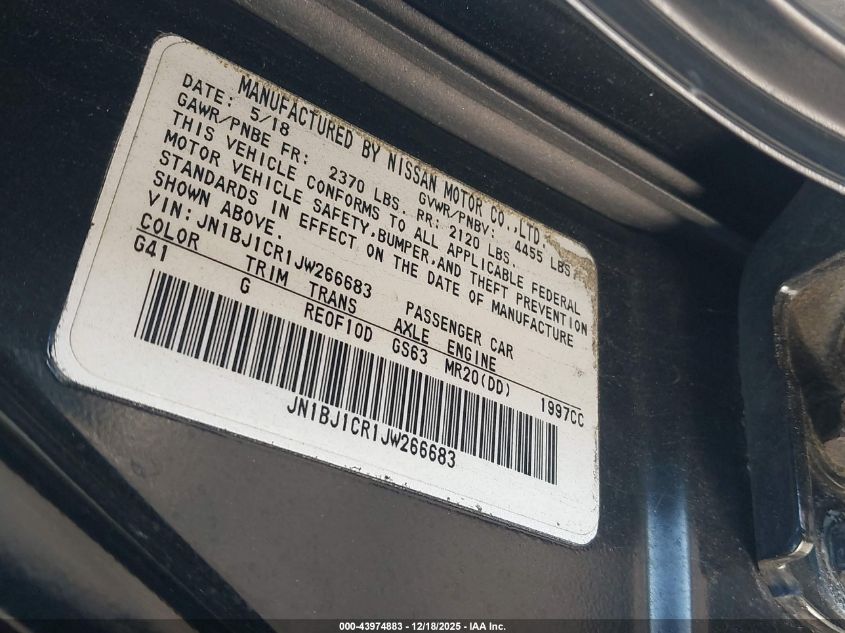 MANUFACTURED BY NISSAN MOTOR CO.,LTD.
DATE: 5/18 GVWR/PNBV: 4455 LBS.
GAWR/PNBE FR: 2370 LBS. RR: 2120 LBS.
THIS VEHICLE CONFORMS TO ALL APPLICABLE FEDERAL
MOTOR VEHICLE SAFETY,BUMPER,AND THEFT PREVENTION
STANDARDS IN EFFECT ON THE DATE OF MANUFACTURE
SHOWN ABOVE.
VIN: JN1BJ1CR1JW266683 PASSENGER CAR
COLOR TRIM TRANS AXLE ENGINE
G41 G RE0F10D GS63 MR20(DD) 1997CC
JN1BJ1CR1JW266683
000-43974883 - 12/18/2025 - IAA Inc.